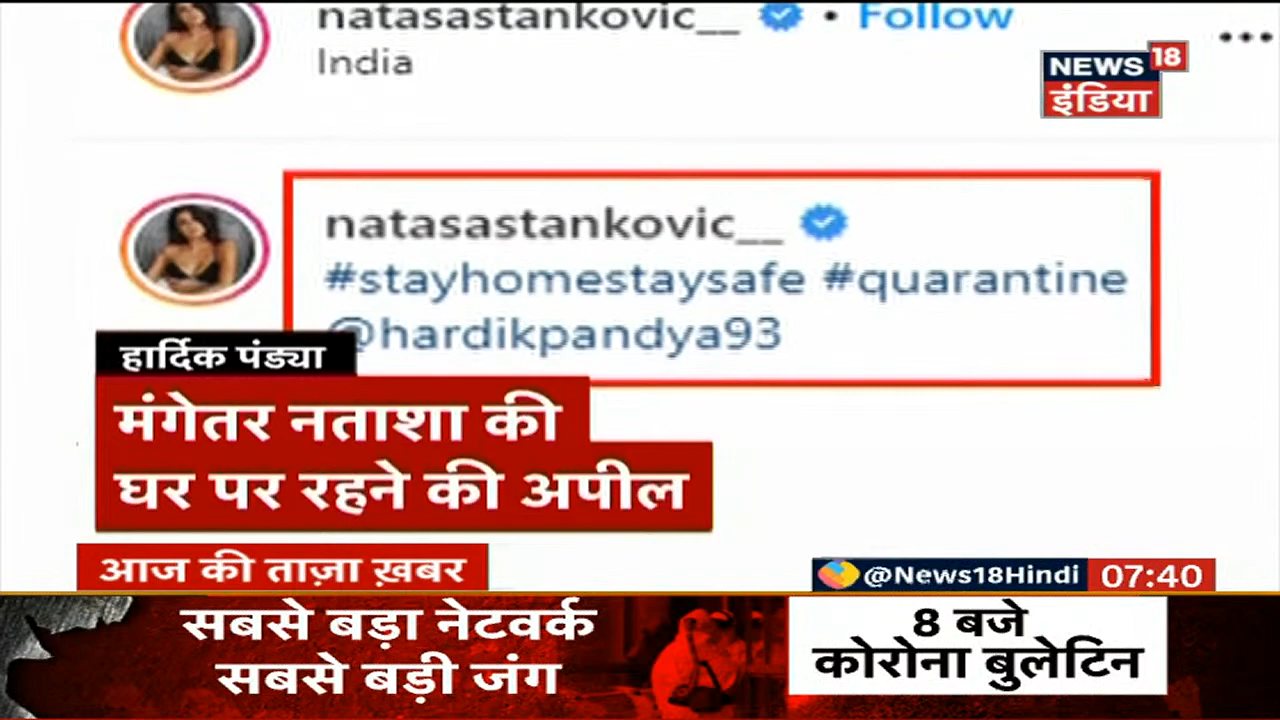 natasastankovic__ • Follow
India
NEWS 18
इंडिया
natasastankovic__
#stayhomestaysafe #quarantine
@hardikpandya93
हार्दिक पंड्या
मंगेतर नताशा की
घर पर रहने की अपील
आज की ताज़ा ख़बर
@News18Hindi 07:40
सबसे बड़ा नेटवर्क
सबसे बड़ी जंग
8 बजे
कोरोना बुलेटिन